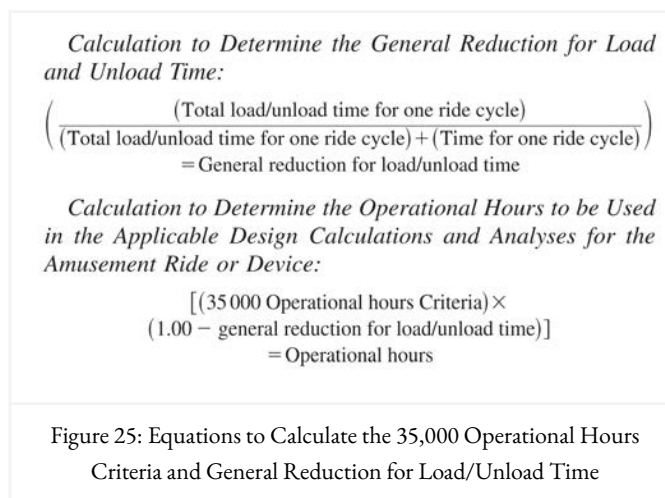 Calculation to Determine the General Reduction for Load
and Unload Time:
(Total load/unload time for one ride cycle)
(Total load/unload time for one ride cycle)+(Time for one ride cycle)
=General reduction for load/unload time
Calculation to Determine the Operational Hours to be Used
in the Applicable Design Calculations and Analyses for the
Amusement Ride or Device:
[(35 000 Operational hours Criteria)×
(1.00 − general reduction for load/unload time)]
=Operational hours
Figure 25: Equations to Calculate the 35,000 Operational Hours
Criteria and General Reduction for Load/Unload Time